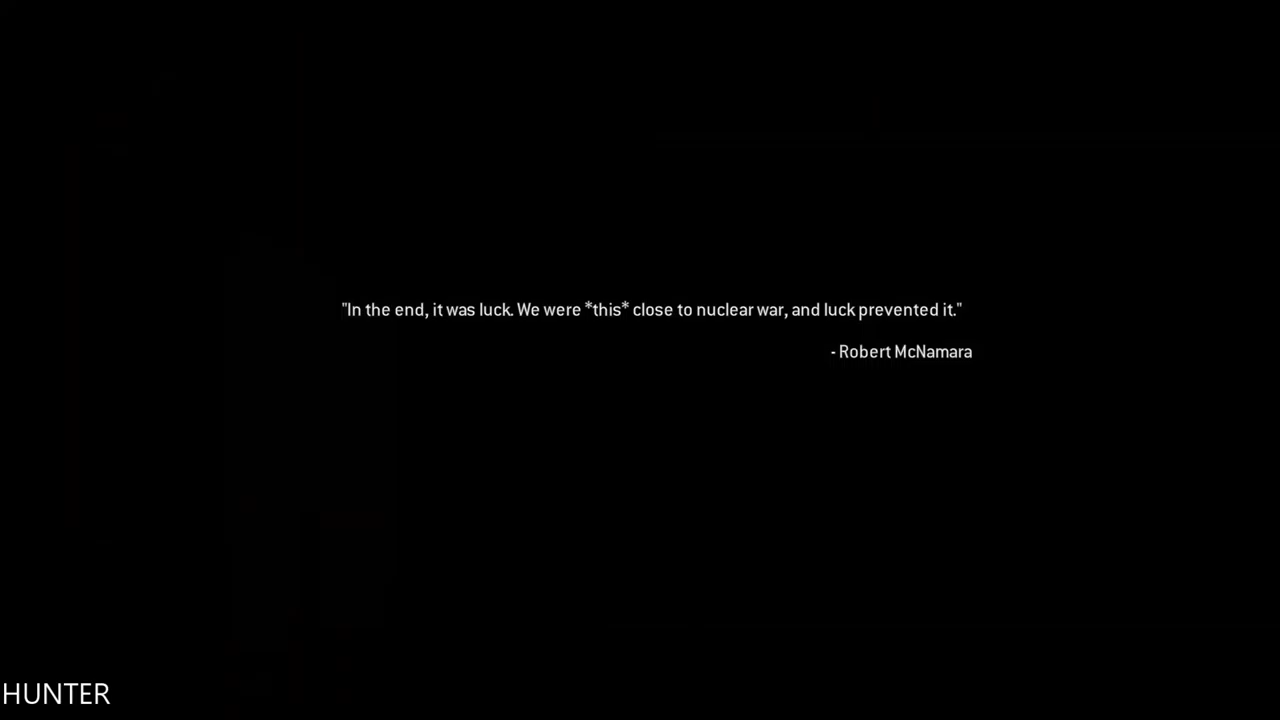 "In the end, it was luck. We were *this* close to nuclear war, and luck prevented it."
- Robert McNamara
HUNTER